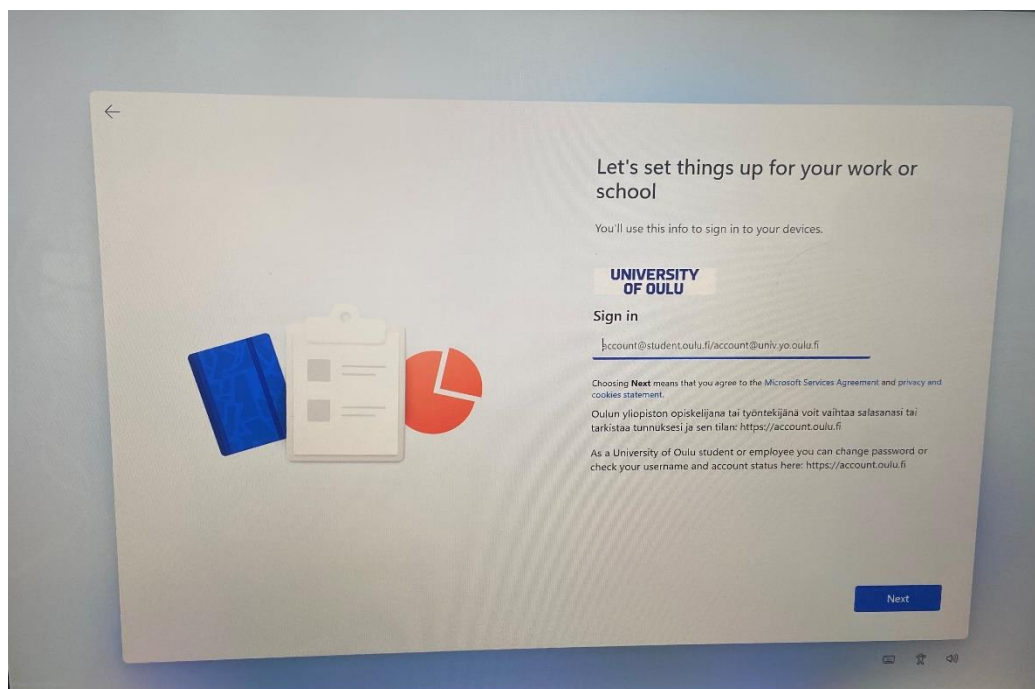 Let's set things up for your work or
school
You'll use this info to sign in to your devices.
UNIVERSITY
OF OULU
Sign in
account@student.oulu.fi/account@univ.yo.oulu.fi
Choosing Next means that you agree to the Microsoft Services Agreement and privacy and
cookies statement.
Oulun yliopiston opiskelijana tai työntekijänä voit vaihtaa salasanasi tai
tarkistaa tunnuksesi ja sen tilan: https://account.oulu.fi
As a University of Oulu student or employee you can change password or
check your username and account status here: https://account.oulu.fi
Next